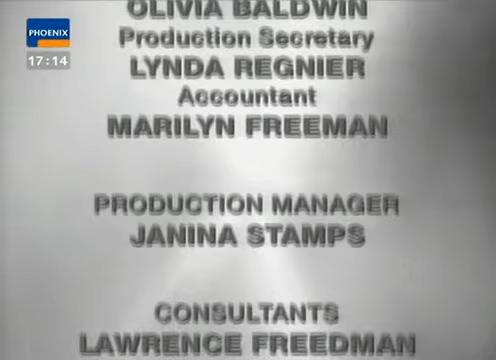 OLIVIA BALDWIN
PHOENIX
Production Secretary
17:14
LYNDA REGNIER
Accountant
MARILYN FREEMAN
PRODUCTION MANAGER
JANINA STAMPS
CONSULTANTS
LAWRENCE FREEDMAN